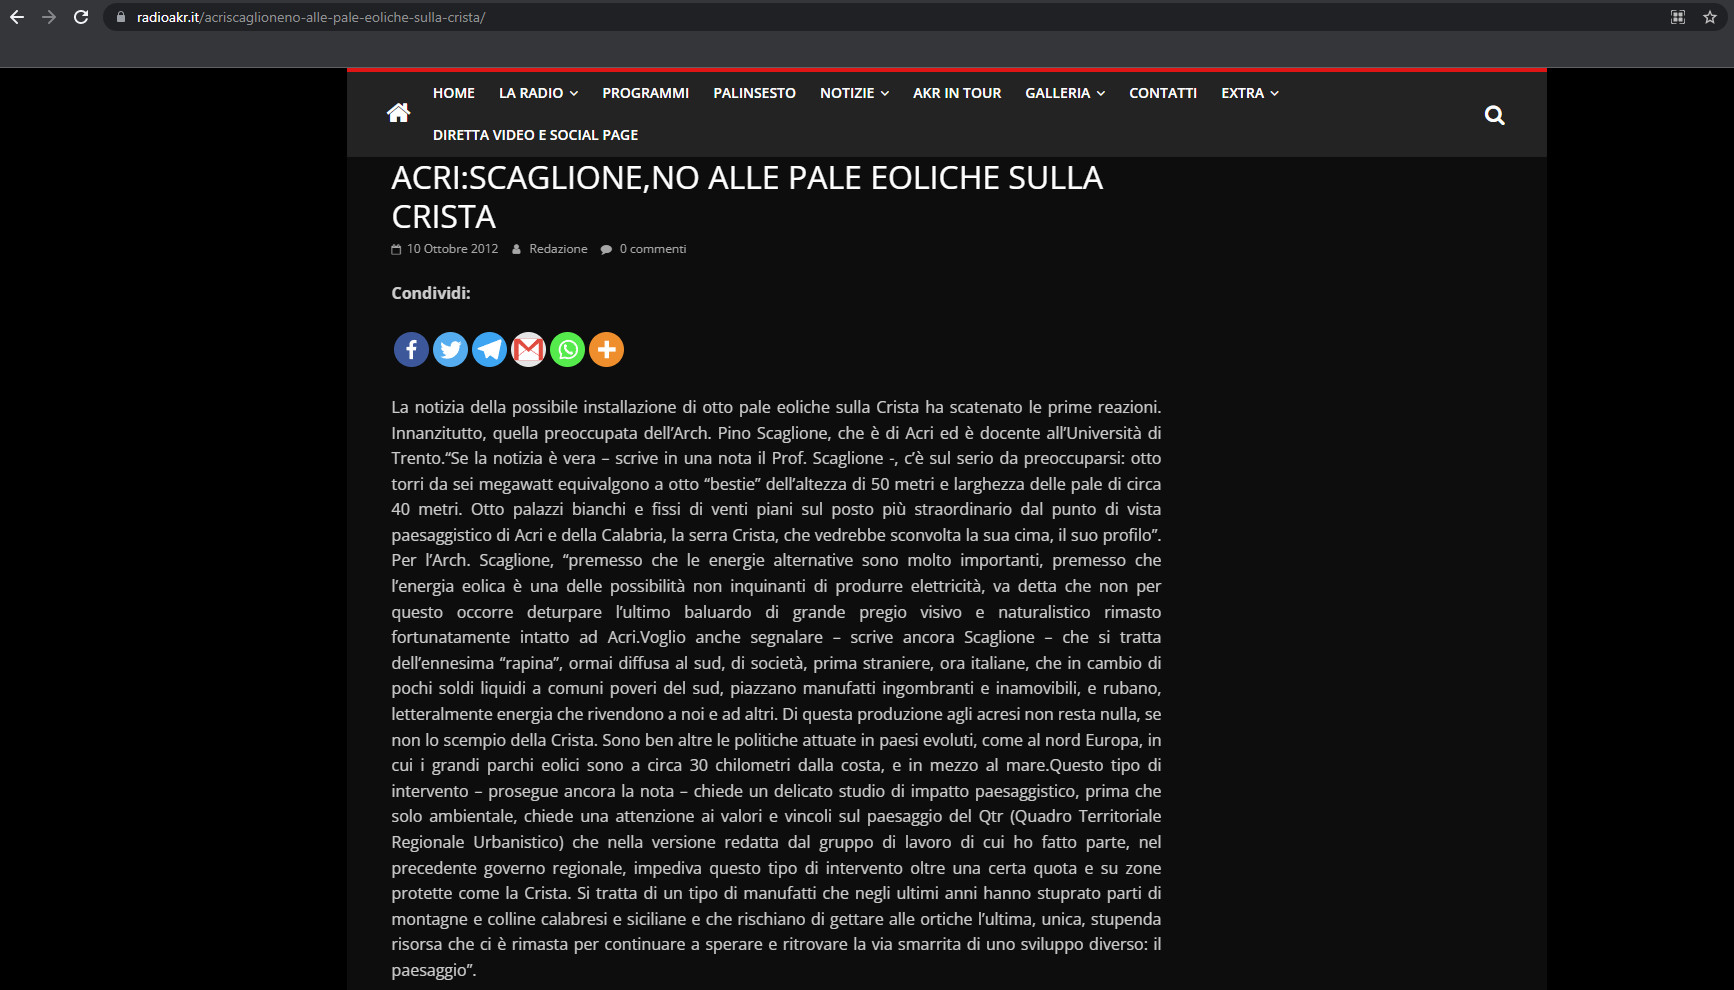 radioakr.it/acriscaglioneno-alle-pale-eoliche-sulla-crista/
HOME LA RADIO PROGRAMMI PALINSESTO NOTIZIE AKR IN TOUR GALLERIA CONTATTI EXTRA
DIRETTA VIDEO E SOCIAL PAGE
ACRI:SCAGLIONE,NO ALLE PALE EOLICHE SULLA
CRISTA
10 Ottobre 2012 Redazione 0 commenti
Condividi:
La notizia della possibile installazione di otto pale eoliche sulla Crista ha scatenato le prime reazioni.
Innanzitutto, quella preoccupata dell’Arch. Pino Scaglione, che è di Acri ed è docente all’Università di
Trento.“Se la notizia è vera – scrive in una nota il Prof. Scaglione -, c’è sul serio da preoccuparsi: otto
torri da sei megawatt equivalgono a otto “bestie” dell’altezza di 50 metri e larghezza delle pale di circa
40 metri. Otto palazzi bianchi e fissi di venti piani sul posto più straordinario dal punto di vista
paesaggistico di Acri e della Calabria, la serra Crista, che vedrebbe sconvolta la sua cima, il suo profilo”.
Per l’Arch. Scaglione, “premesso che le energie alternative sono molto importanti, premesso che
l’energia eolica è una delle possibilità non inquinanti di produrre elettricità, va detta che non per
questo occorre deturpare l’ultimo baluardo di grande pregio visivo e naturalistico rimasto
fortunatamente intatto ad Acri.Voglio anche segnalare – scrive ancora Scaglione – che si tratta
dell’ennesima “rapina”, ormai diffusa al sud, di società, prima straniere, ora italiane, che in cambio di
pochi soldi liquidi a comuni poveri del sud, piazzano manufatti ingombranti e inamovibili, e rubano,
letteralmente energia che rivendono a noi e ad altri. Di questa produzione agli acresi non resta nulla, se
non lo scempio della Crista. Sono ben altre le politiche attuate in paesi evoluti, come al nord Europa, in
cui i grandi parchi eolici sono a circa 30 chilometri dalla costa, e in mezzo al mare.Questo tipo di
intervento – prosegue ancora la nota – chiede un delicato studio di impatto paesaggistico, prima che
solo ambientale, chiede una attenzione ai valori e vincoli sul paesaggio del Qtr (Quadro Territoriale
Regionale Urbanistico) che nella versione redatta dal gruppo di lavoro di cui ho fatto parte, nel
precedente governo regionale, impediva questo tipo di intervento oltre una certa quota e su zone
protette come la Crista. Si tratta di un tipo di manufatti che negli ultimi anni hanno stuprato parti di
montagne e colline calabresi e siciliane e che rischiano di gettare alle ortiche l’ultima, unica, stupenda
risorsa che ci è rimasta per continuare a sperare e ritrovare la via smarrita di uno sviluppo diverso: il
paesaggio”.